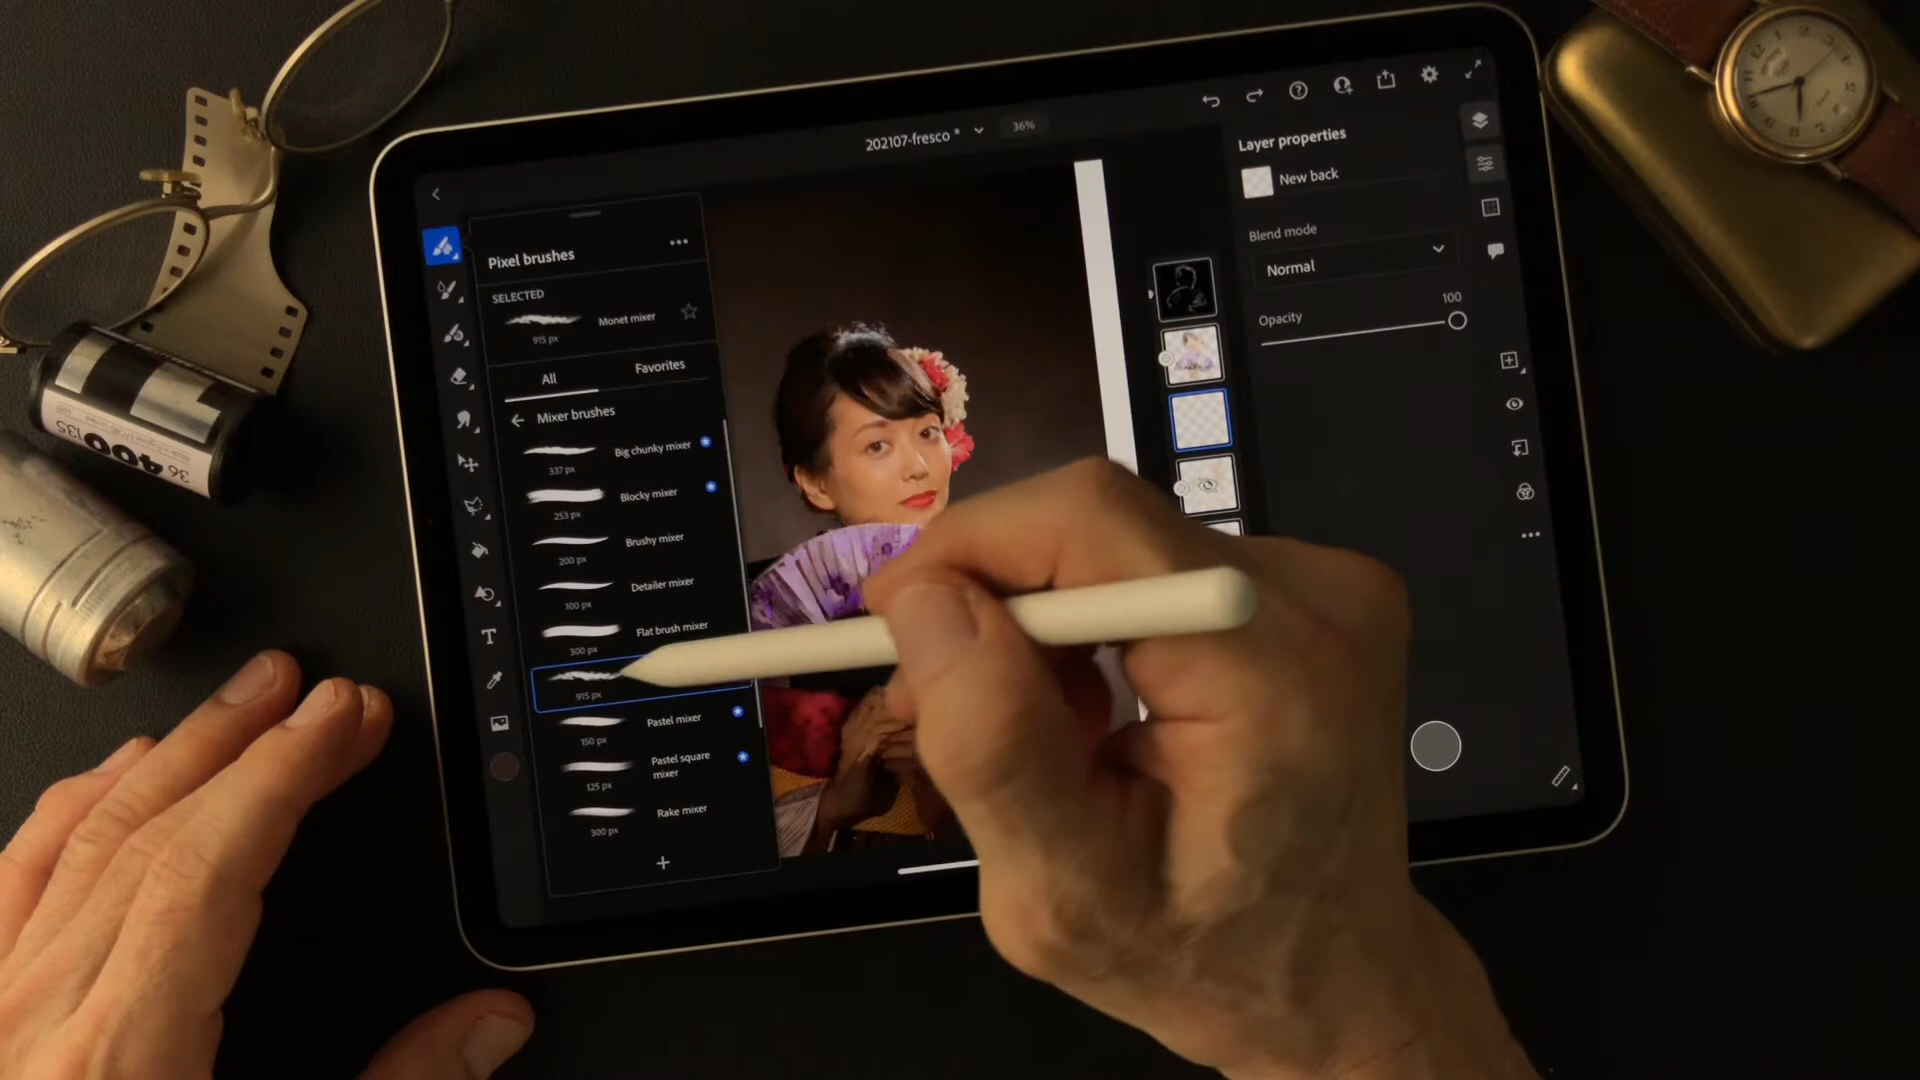 202107-fresco *
36%
Layer properties
New back
Blend mode
Normal
100
Opacity
Pixel brushes
SELECTED
Monet mixer
915 px
All
Favorites
Mixer brushes
Big chunky mixer
337 px
Blocky mixer
253 px
Brushy mixer
200 px
Detailer mixer
100 px
Flat brush mixer
300 px
915 px
Pastel mixer
150 px
Pastel square
mixer
125 px
Rake mixer
300 px
T
400
135
36